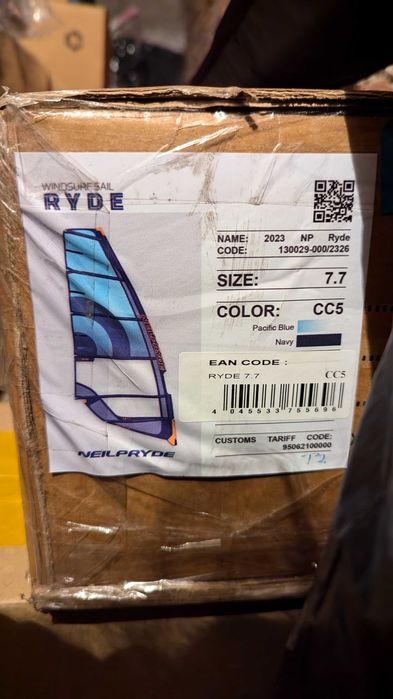 WINDSURF SAIL
RYDE
NAME: 2023 NP Ryde
CODE: 130029-000/2326
SIZE: 7.7
COLOR: CC5
Pacific Blue
Navy
EAN CODE :
RYDE 7.7 CC5
4 045533 755696
CUSTOMS TARIFF CODE:
95062100000
NEILPRYDE